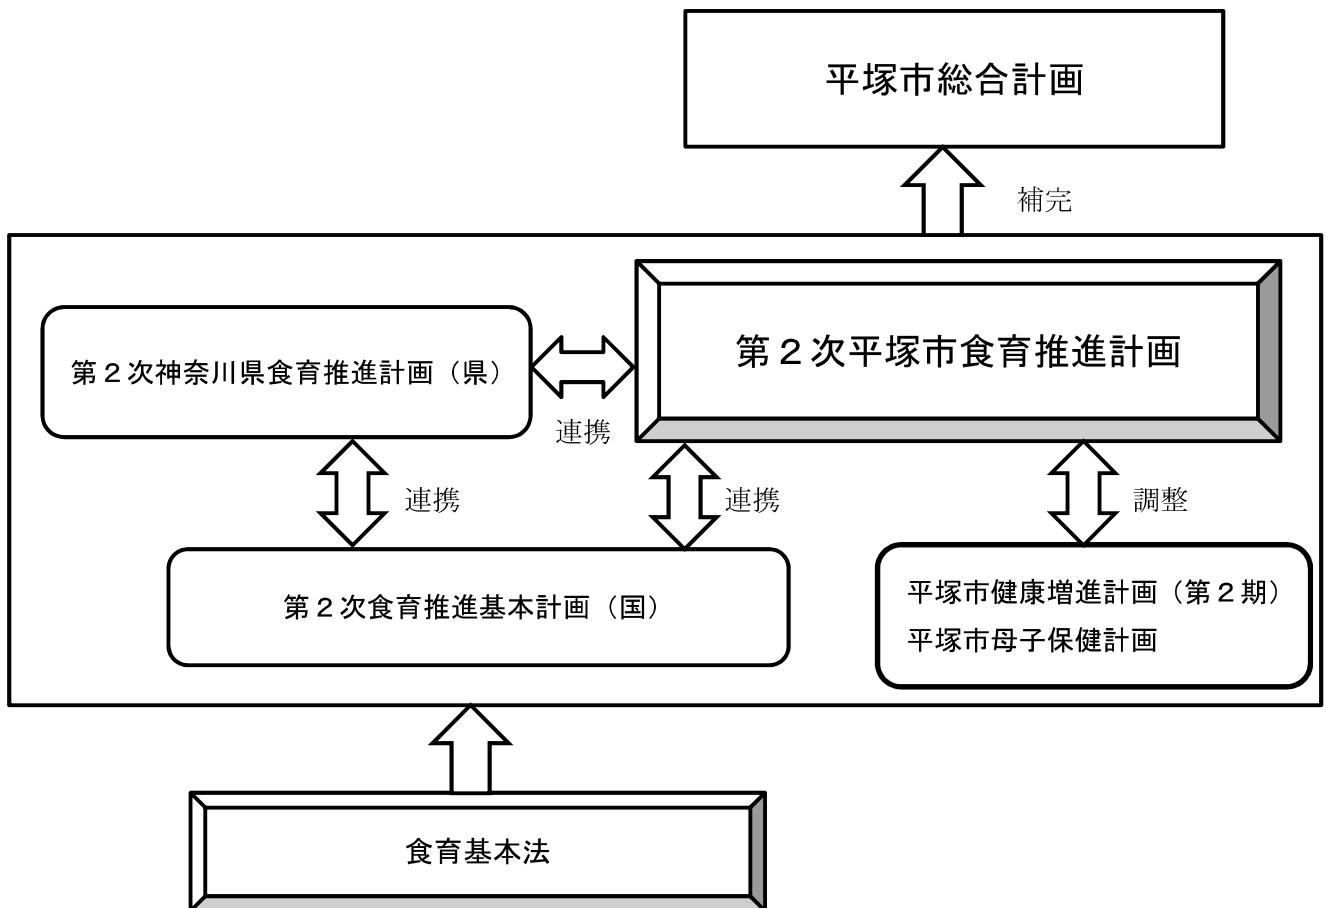 平塚市総合計画
補完
第２次平塚市食育推進計画
第２次神奈川県食育推進計画（県）
連携
連携
連携
調整
第２次食育推進基本計画（国）
平塚市健康増進計画（第２期）
平塚市母子保健計画
食育基本法